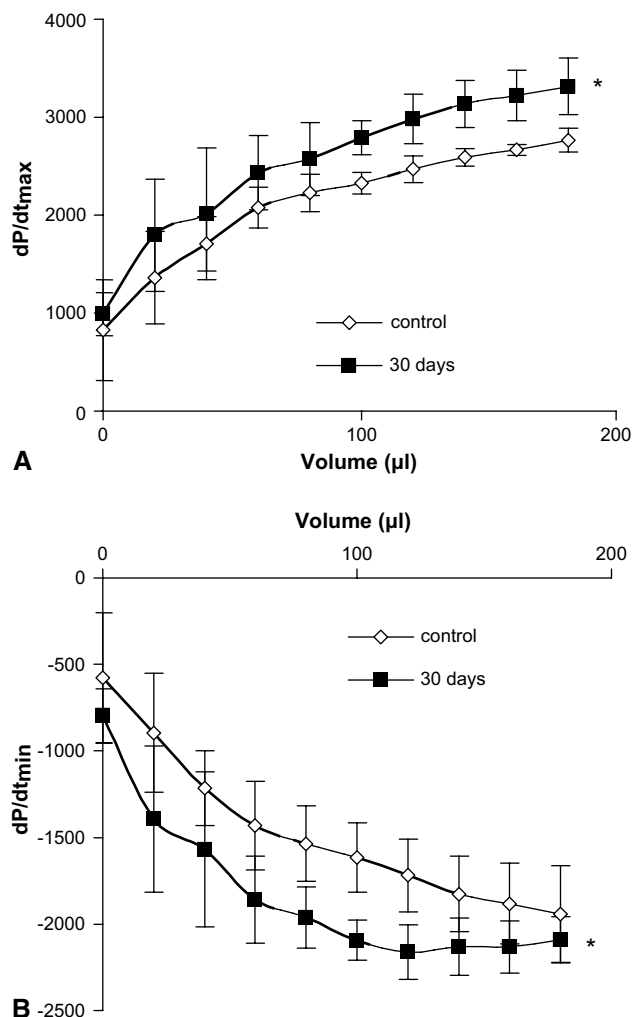 4000
3000
2000
1000
0
dP/dtmax
control
30 days
*
0 100 200
A
Volume (µl)
Volume (µl)
0 100 200
0
-500
-1000
-1500
-2000
-2500
dP/dtmin
control
30 days
*
B